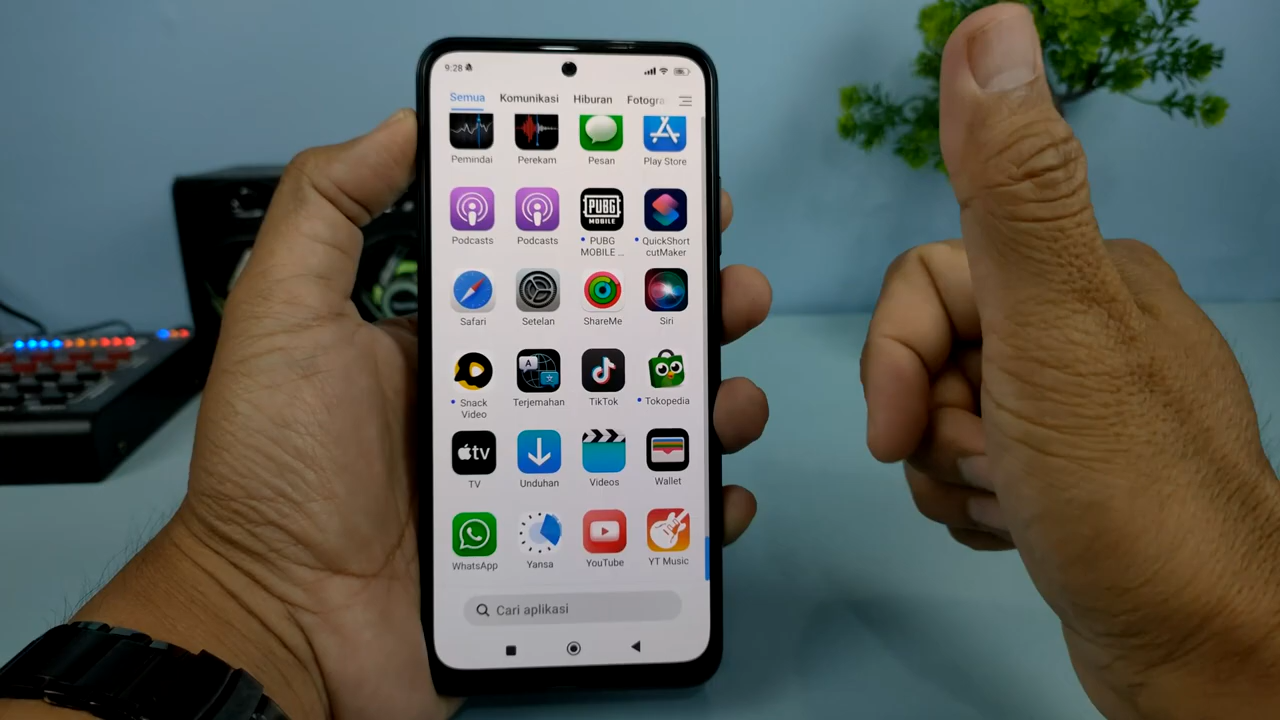 9:28
Semua Komunikasi Hiburan Fotogra
Pemindai Perekam Pesan Play Store
PUBG
MOBILE
Podcasts Podcasts PUBG QuickShort
MOBILE ... cutMaker
Safari Setelan ShareMe Siri
A
Snack Terjemahan TikTok Tokopedia
Video
tv
TV Unduhan Videos Wallet
WhatsApp Yansa YouTube YT Music
Cari aplikasi